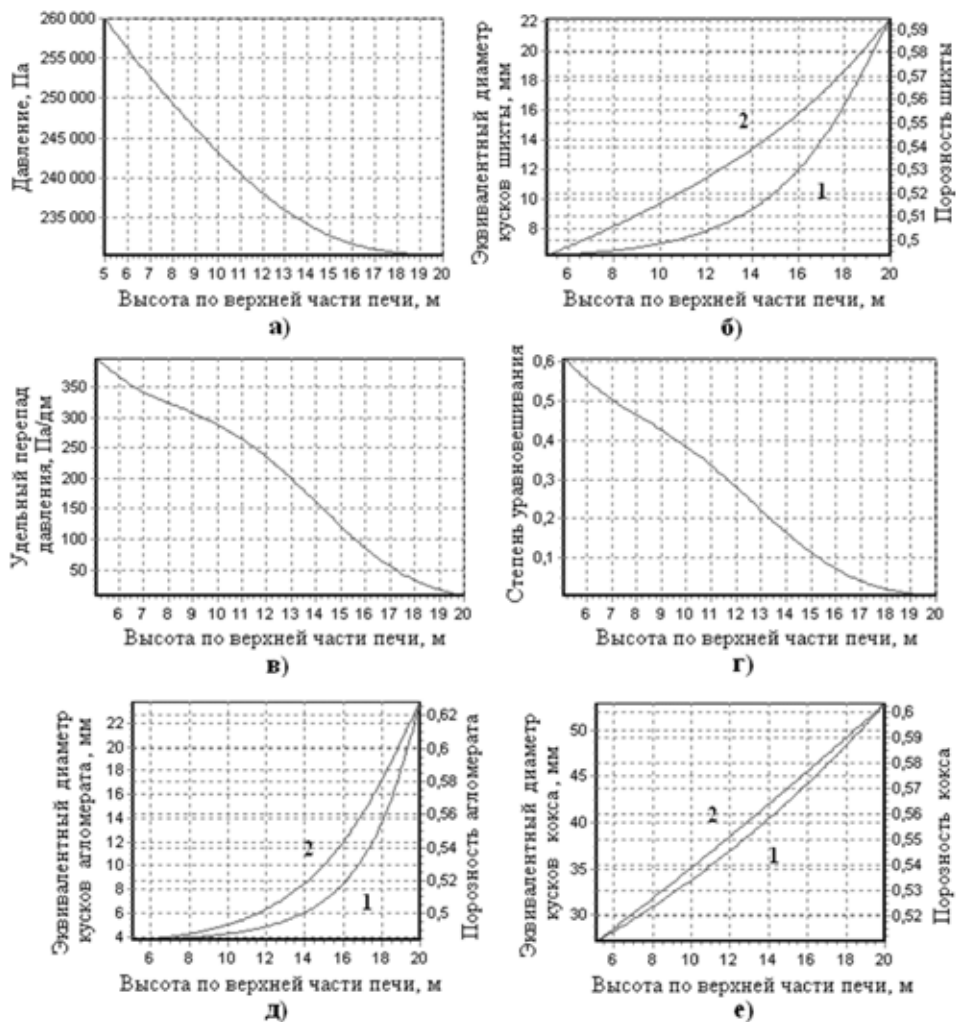 260 000
255 000
250 000
245 000
240 000
235 000
Давление, Па
5 6 7 8 9 10 11 12 13 14 15 16 17 18 19 20
Высота по верхней части печи, м
а)
22
20
18
16
14
12
10
8
Эквивалентный диаметр
кусков шихты, мм
2
1
0,59
0,58
0,57
0,56
0,55
0,54
0,53
0,52
0,51
0,5
Порозность шихты
6 8 10 12 14 16 18 20
Высота по верхней части печи, м
б)
350
300
250
200
150
100
50
Удельный перепад
давления, Па/дм
6 7 8 9 10 11 12 13 14 15 16 17 18 19 20
Высота по верхней части печи, м
в)
0,6
0,5
0,4
0,3
0,2
0,1
Степень уравновешивания
6 7 8 9 10 11 12 13 14 15 16 17 18 19 20
Высота по верхней части печи, м
г)
22
20
18
16
14
12
10
8
6
4
Эквивалентный диаметр
кусков агломерата, мм
2
1
0,62
0,6
0,58
0,56
0,54
0,52
0,5
Порозность агломерата
6 8 10 12 14 16 18 20
Высота по верхней части печи, м
д)
50
45
40
35
30
Эквивалентный диаметр
кусков кокса, мм
2
1
0,6
0,59
0,58
0,57
0,56
0,55
0,54
0,53
0,52
Порозность кокса
6 8 10 12 14 16 18 20
Высота по верхней части печи, м
е)